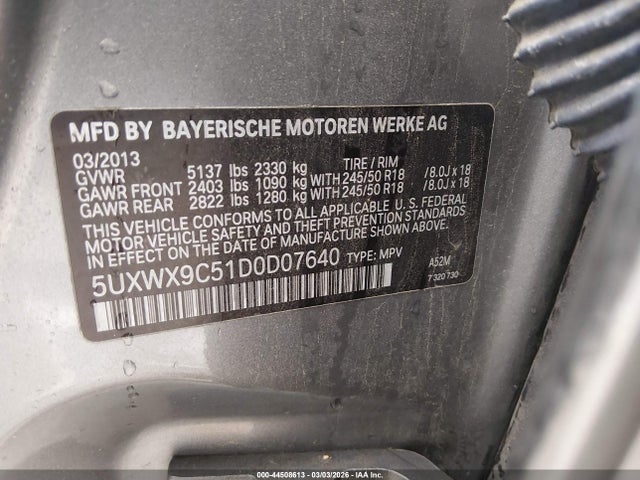 MFD BY BAYERISCHE MOTOREN WERKE AG
03/2013 TIRE / RIM
GVWR 5137 lbs 2330 kg
GAWR FRONT 2403 lbs 1090 kg WITH 245/50 R18 /8.0J x 18
GAWR REAR 2822 lbs 1280 kg WITH 245/50 R18 /8.0J x 18
THIS VEHICLE CONFORMS TO ALL APPLICABLE U. S. FEDERAL
MOTOR VEHICLE SAFETY AND THEFT PREVENTION STANDARDS
IN EFFECT ON THE DATE OF MANUFACTURE SHOWN ABOVE.
5UXWX9C51D0D07640 TYPE: MPV A52M
7 320 730
000-44508613 - 03/03/2026 - IAA Inc.